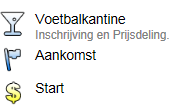 Voetbalkantine
Inschrijving en Prijsdeling.
Aankomst
Start